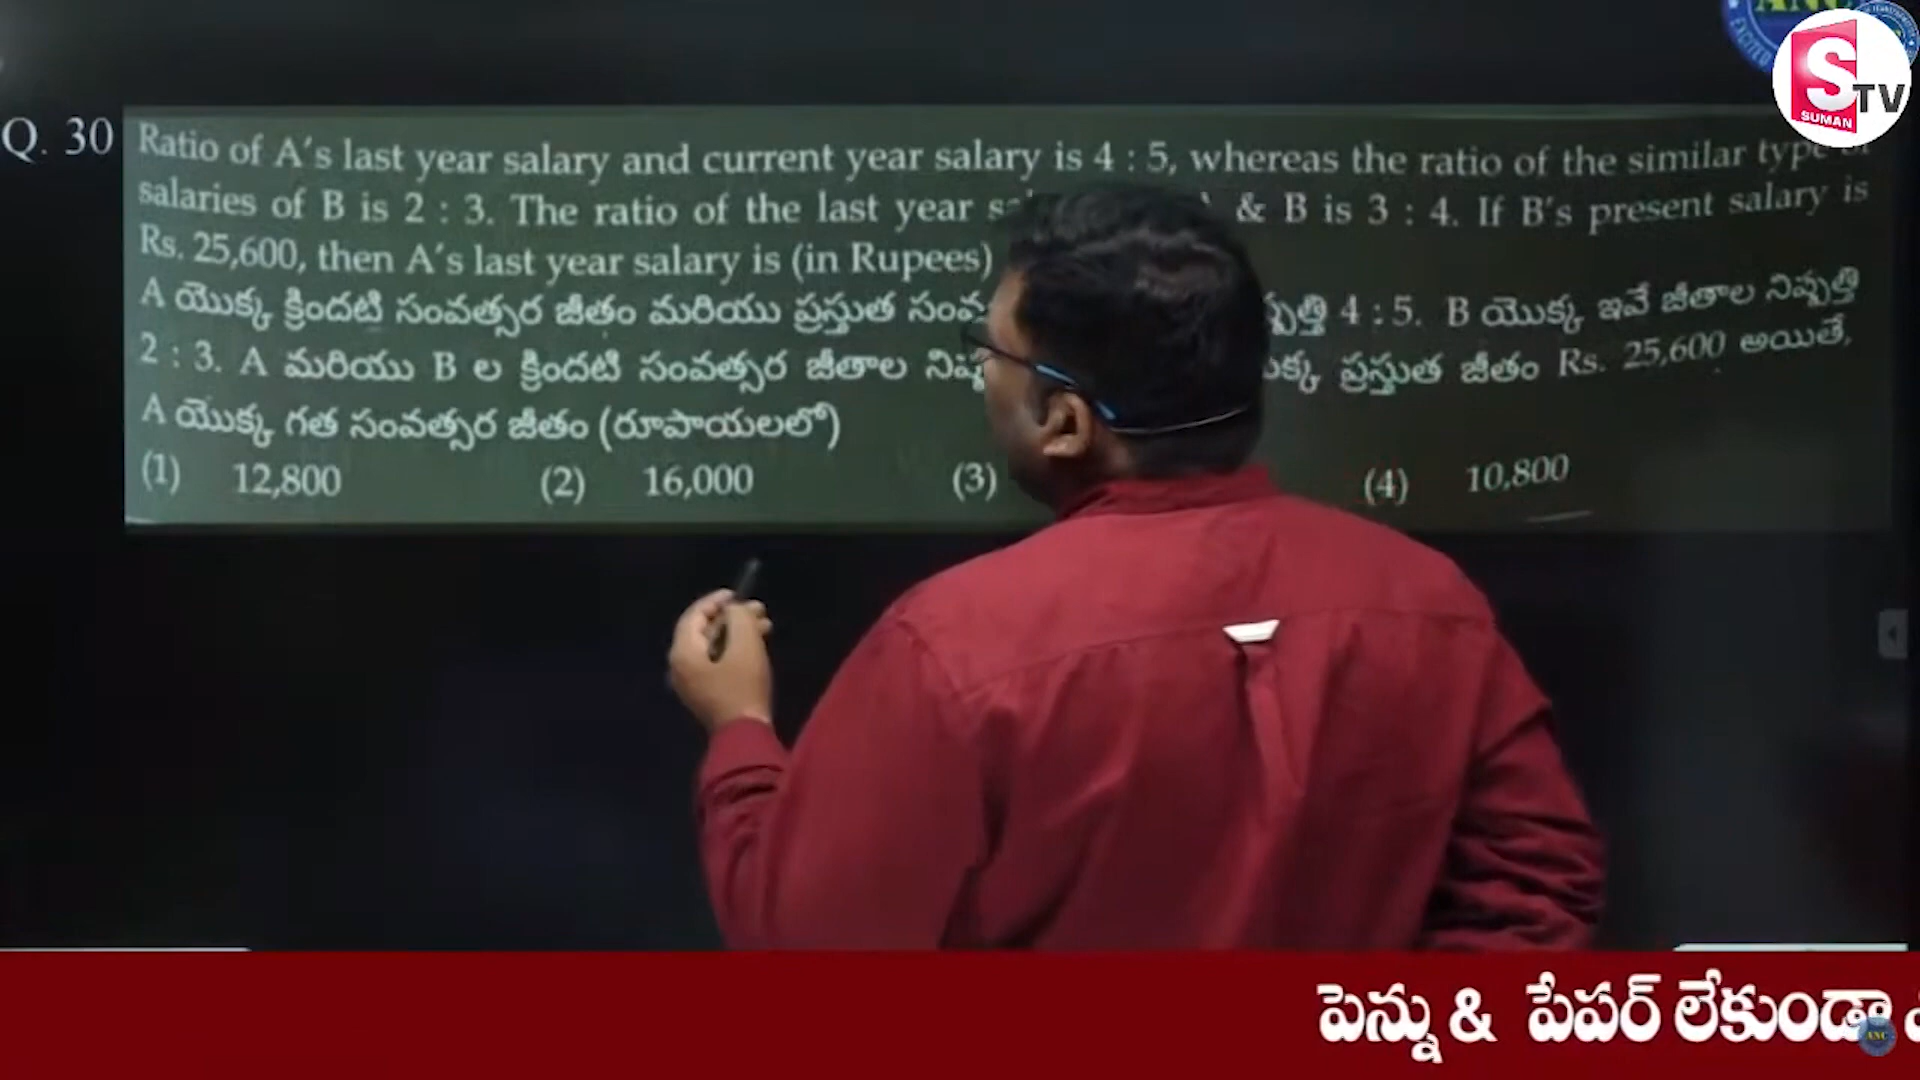 STV
SUMAN
Q. 30
Ratio of A's last year salary and current year salary is 4 : 5, whereas the ratio of the similar type
salaries of B is 2 : 3. The ratio of the last year & B is 3 : 4. If B's present salary is
Rs. 25,600, then A's last year salary is (in Rupees)
A యొక్క క్రిందటి సంవత్సర జీతం మరియు ప్రస్తుత 4 : 5. B యొక్క ఇవే జీతాల నిష్పత్తి
2 : 3. A మరియు B ల క్రిందటి సంవత్సర జీతాల ప్రస్తుత జీతం Rs. 25,600 అయితే,
A యొక్క గత సంవత్సర జీతం (రూపాయలలో)
(1) 12,800 (2) 16,000 (3) (4) 10,800
పెన్ను & పేపర్ లేకుండా